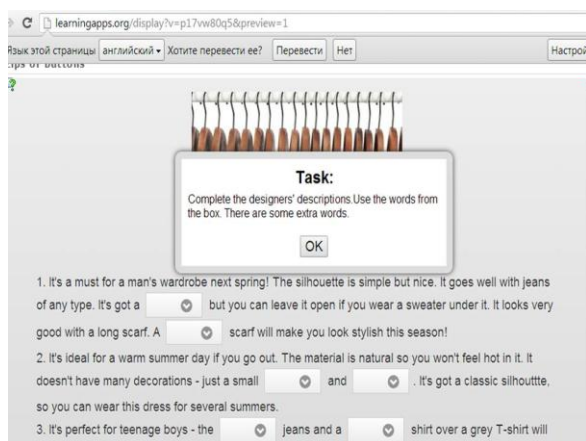 learningapps.org/display?v=p17vw80q5&preview=1
Язык этой страницы английский Хотите перевести ее? Перевести Нет Настрой
zips or buttons
Task:
Complete the designers' descriptions.Use the words from
the box. There are some extra words.
OK
1. It's a must for a man's wardrobe next spring! The silhouette is simple but nice. It goes well with jeans
of any type. It's got a but you can leave it open if you wear a sweater under it. It looks very
good with a long scarf. A scarf will make you look stylish this season!
2. It's ideal for a warm summer day if you go out. The material is natural so you won't feel hot in it. It
doesn't have many decorations - just a small and . It's got a classic silhouttte,
so you can wear this dress for several summers.
3. It's perfect for teenage boys - the jeans and a shirt over a grey T-shirt will